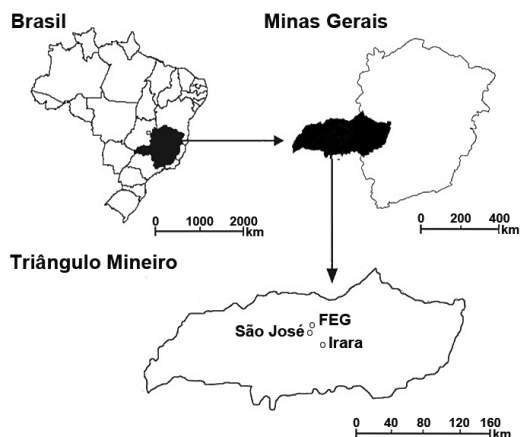 Brasil
Minas Gerais
0 1000 2000
km
0 200 400
km
Triângulo Mineiro
FEG
São José
Irara
0 40 80 120 160
km